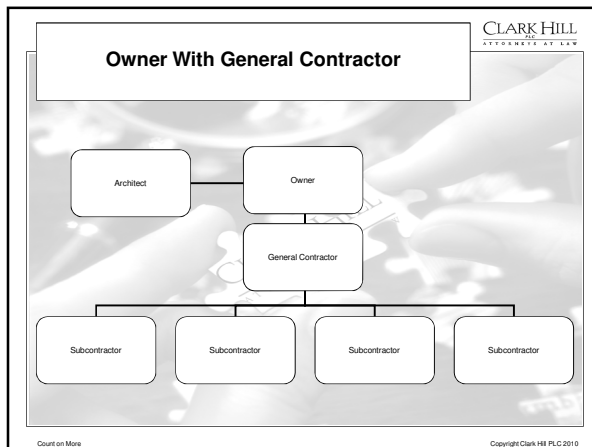 CLARK HILL
PLC
ATTORNEYS AT LAW
Owner With General Contractor
Architect
Owner
General Contractor
Subcontractor
Subcontractor
Subcontractor
Subcontractor
Count on More
Copyright Clark Hill PLC 2010